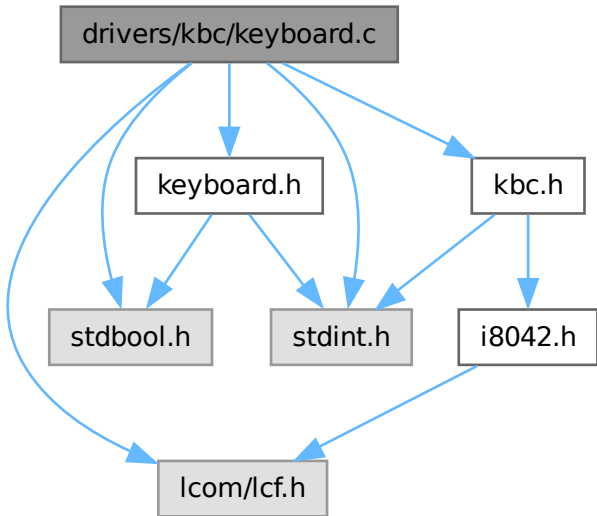 drivers/kbc/keyboard.c
keyboard.h
kbc.h
stdbool.h
stdint.h
i8042.h
lcom/lcf.h